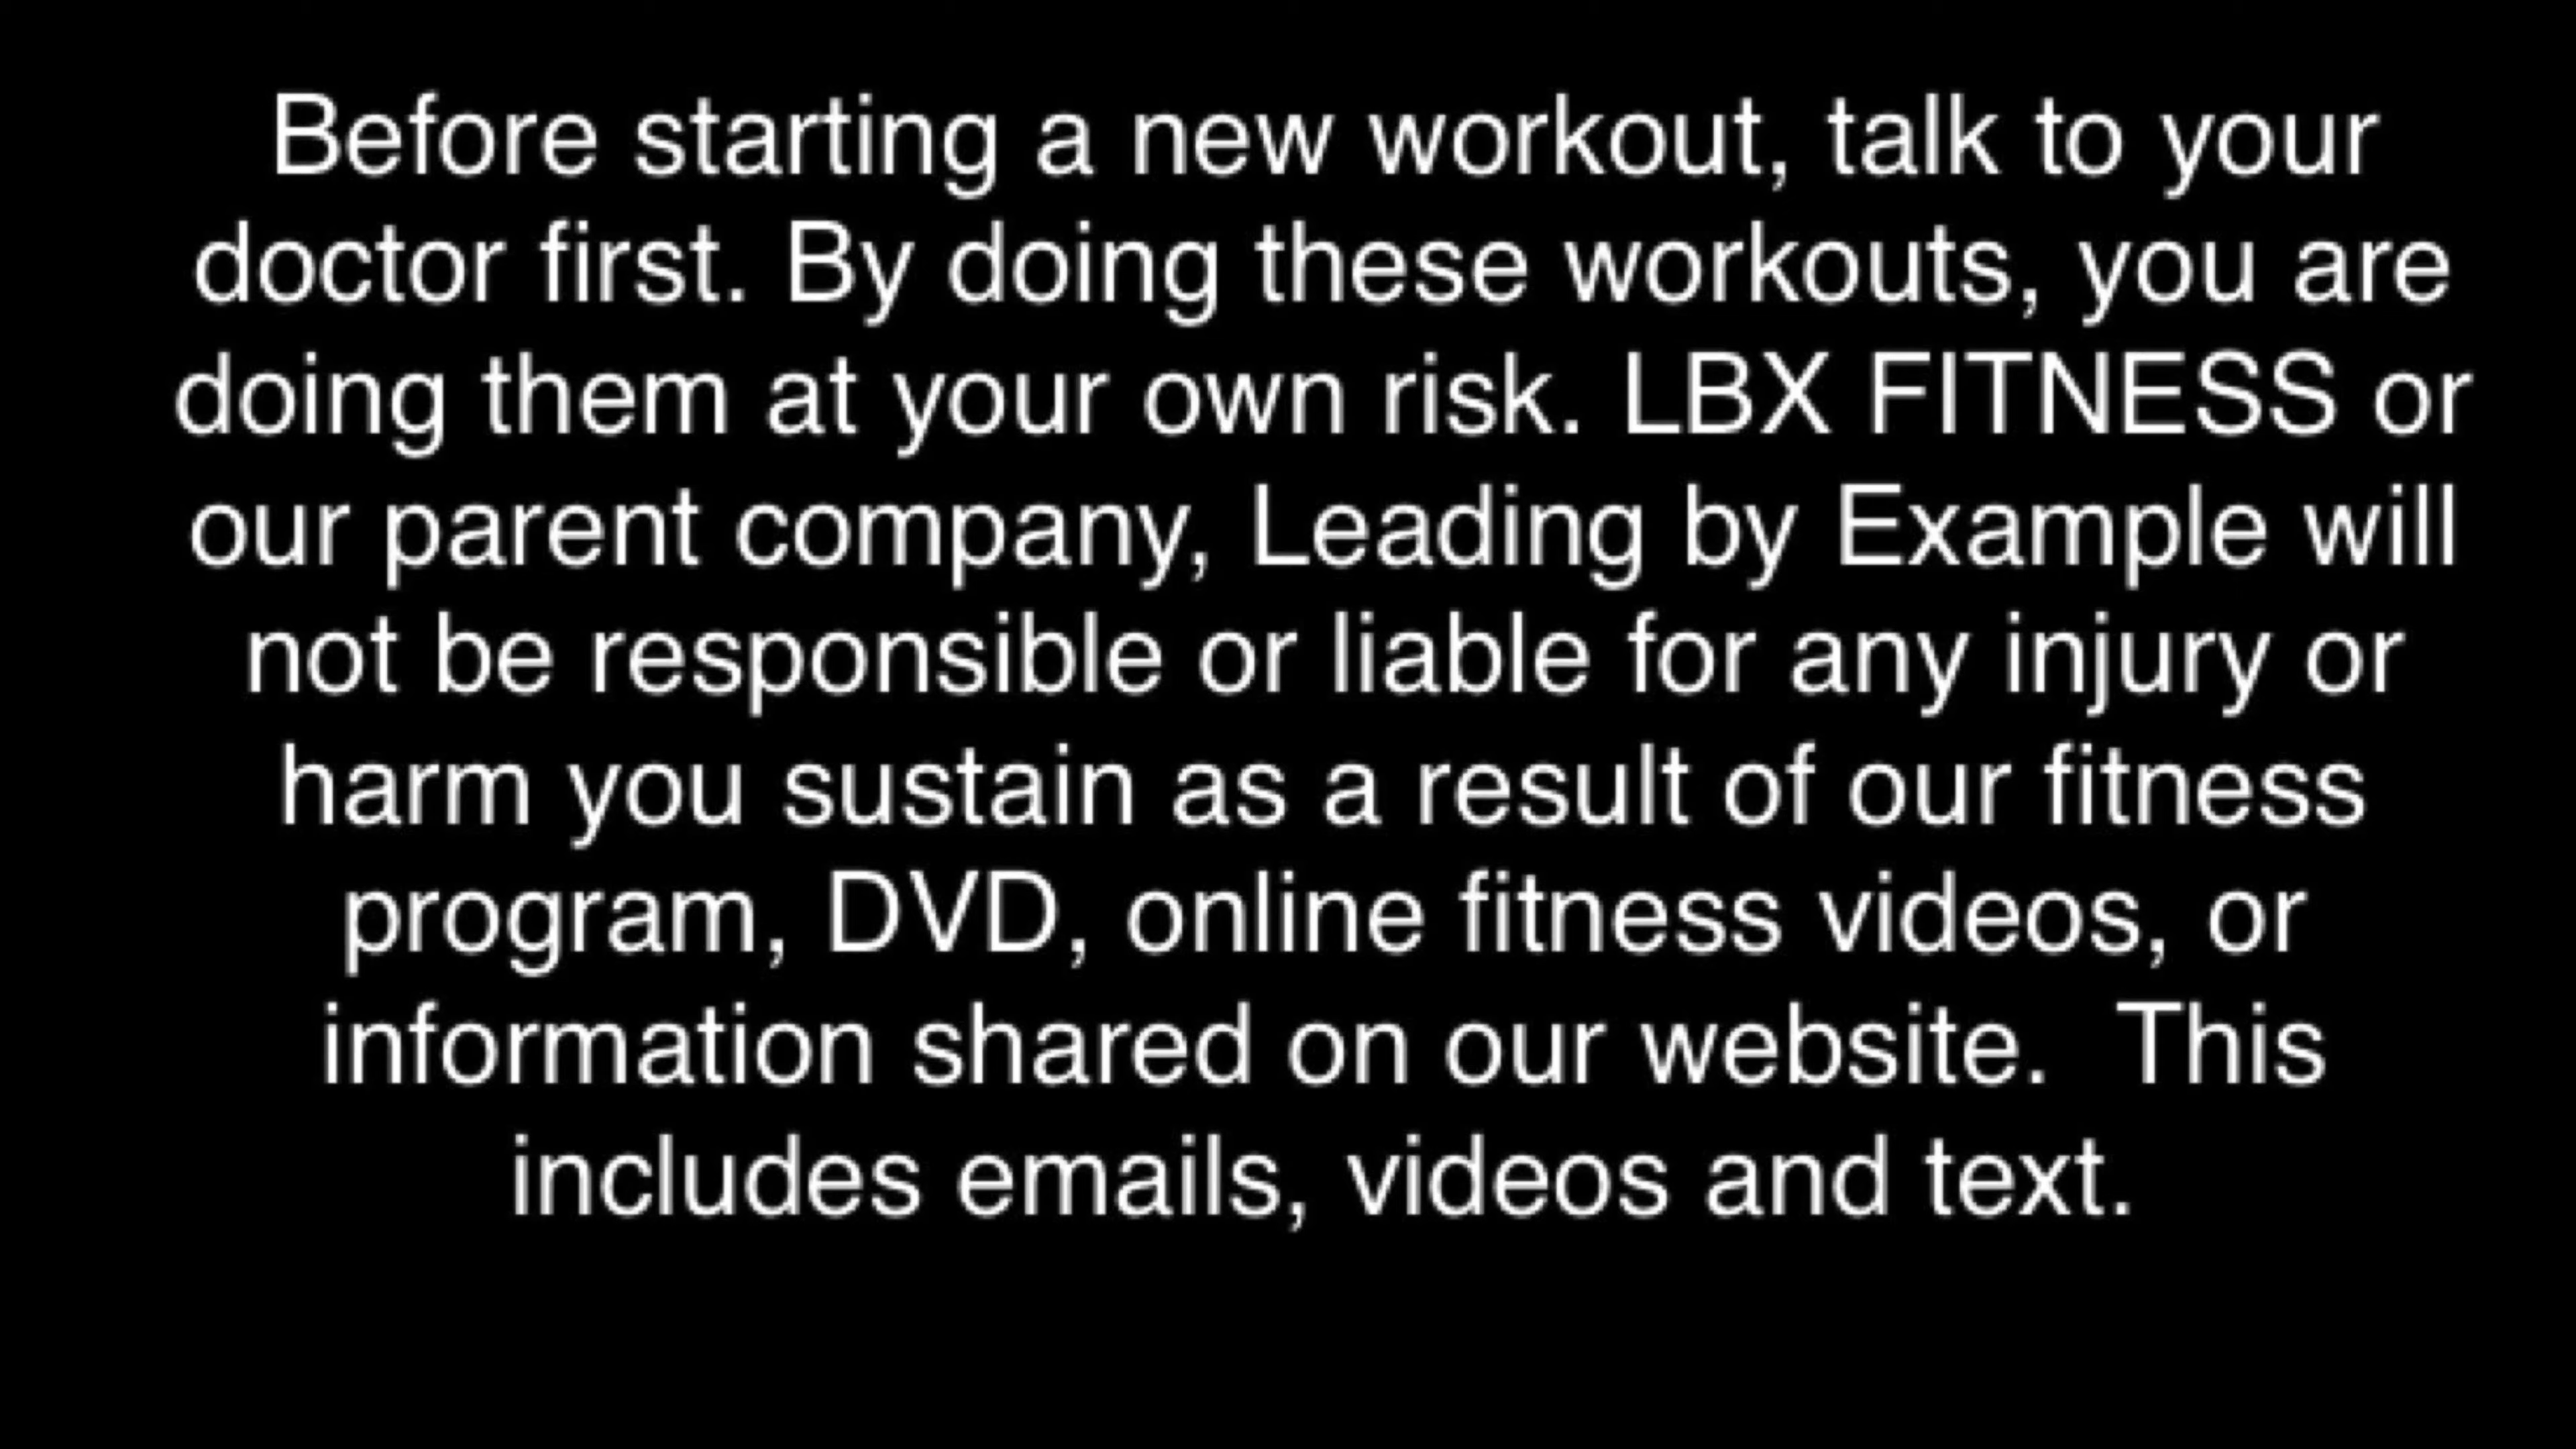 Before starting a new workout, talk to your
doctor first. By doing these workouts, you are
doing them at your own risk. LBX FITNESS or
our parent company, Leading by Example will
not be responsible or liable for any injury or
harm you sustain as a result of our fitness
program, DVD, online fitness videos, or
information shared on our website.  This
includes emails, videos and text.